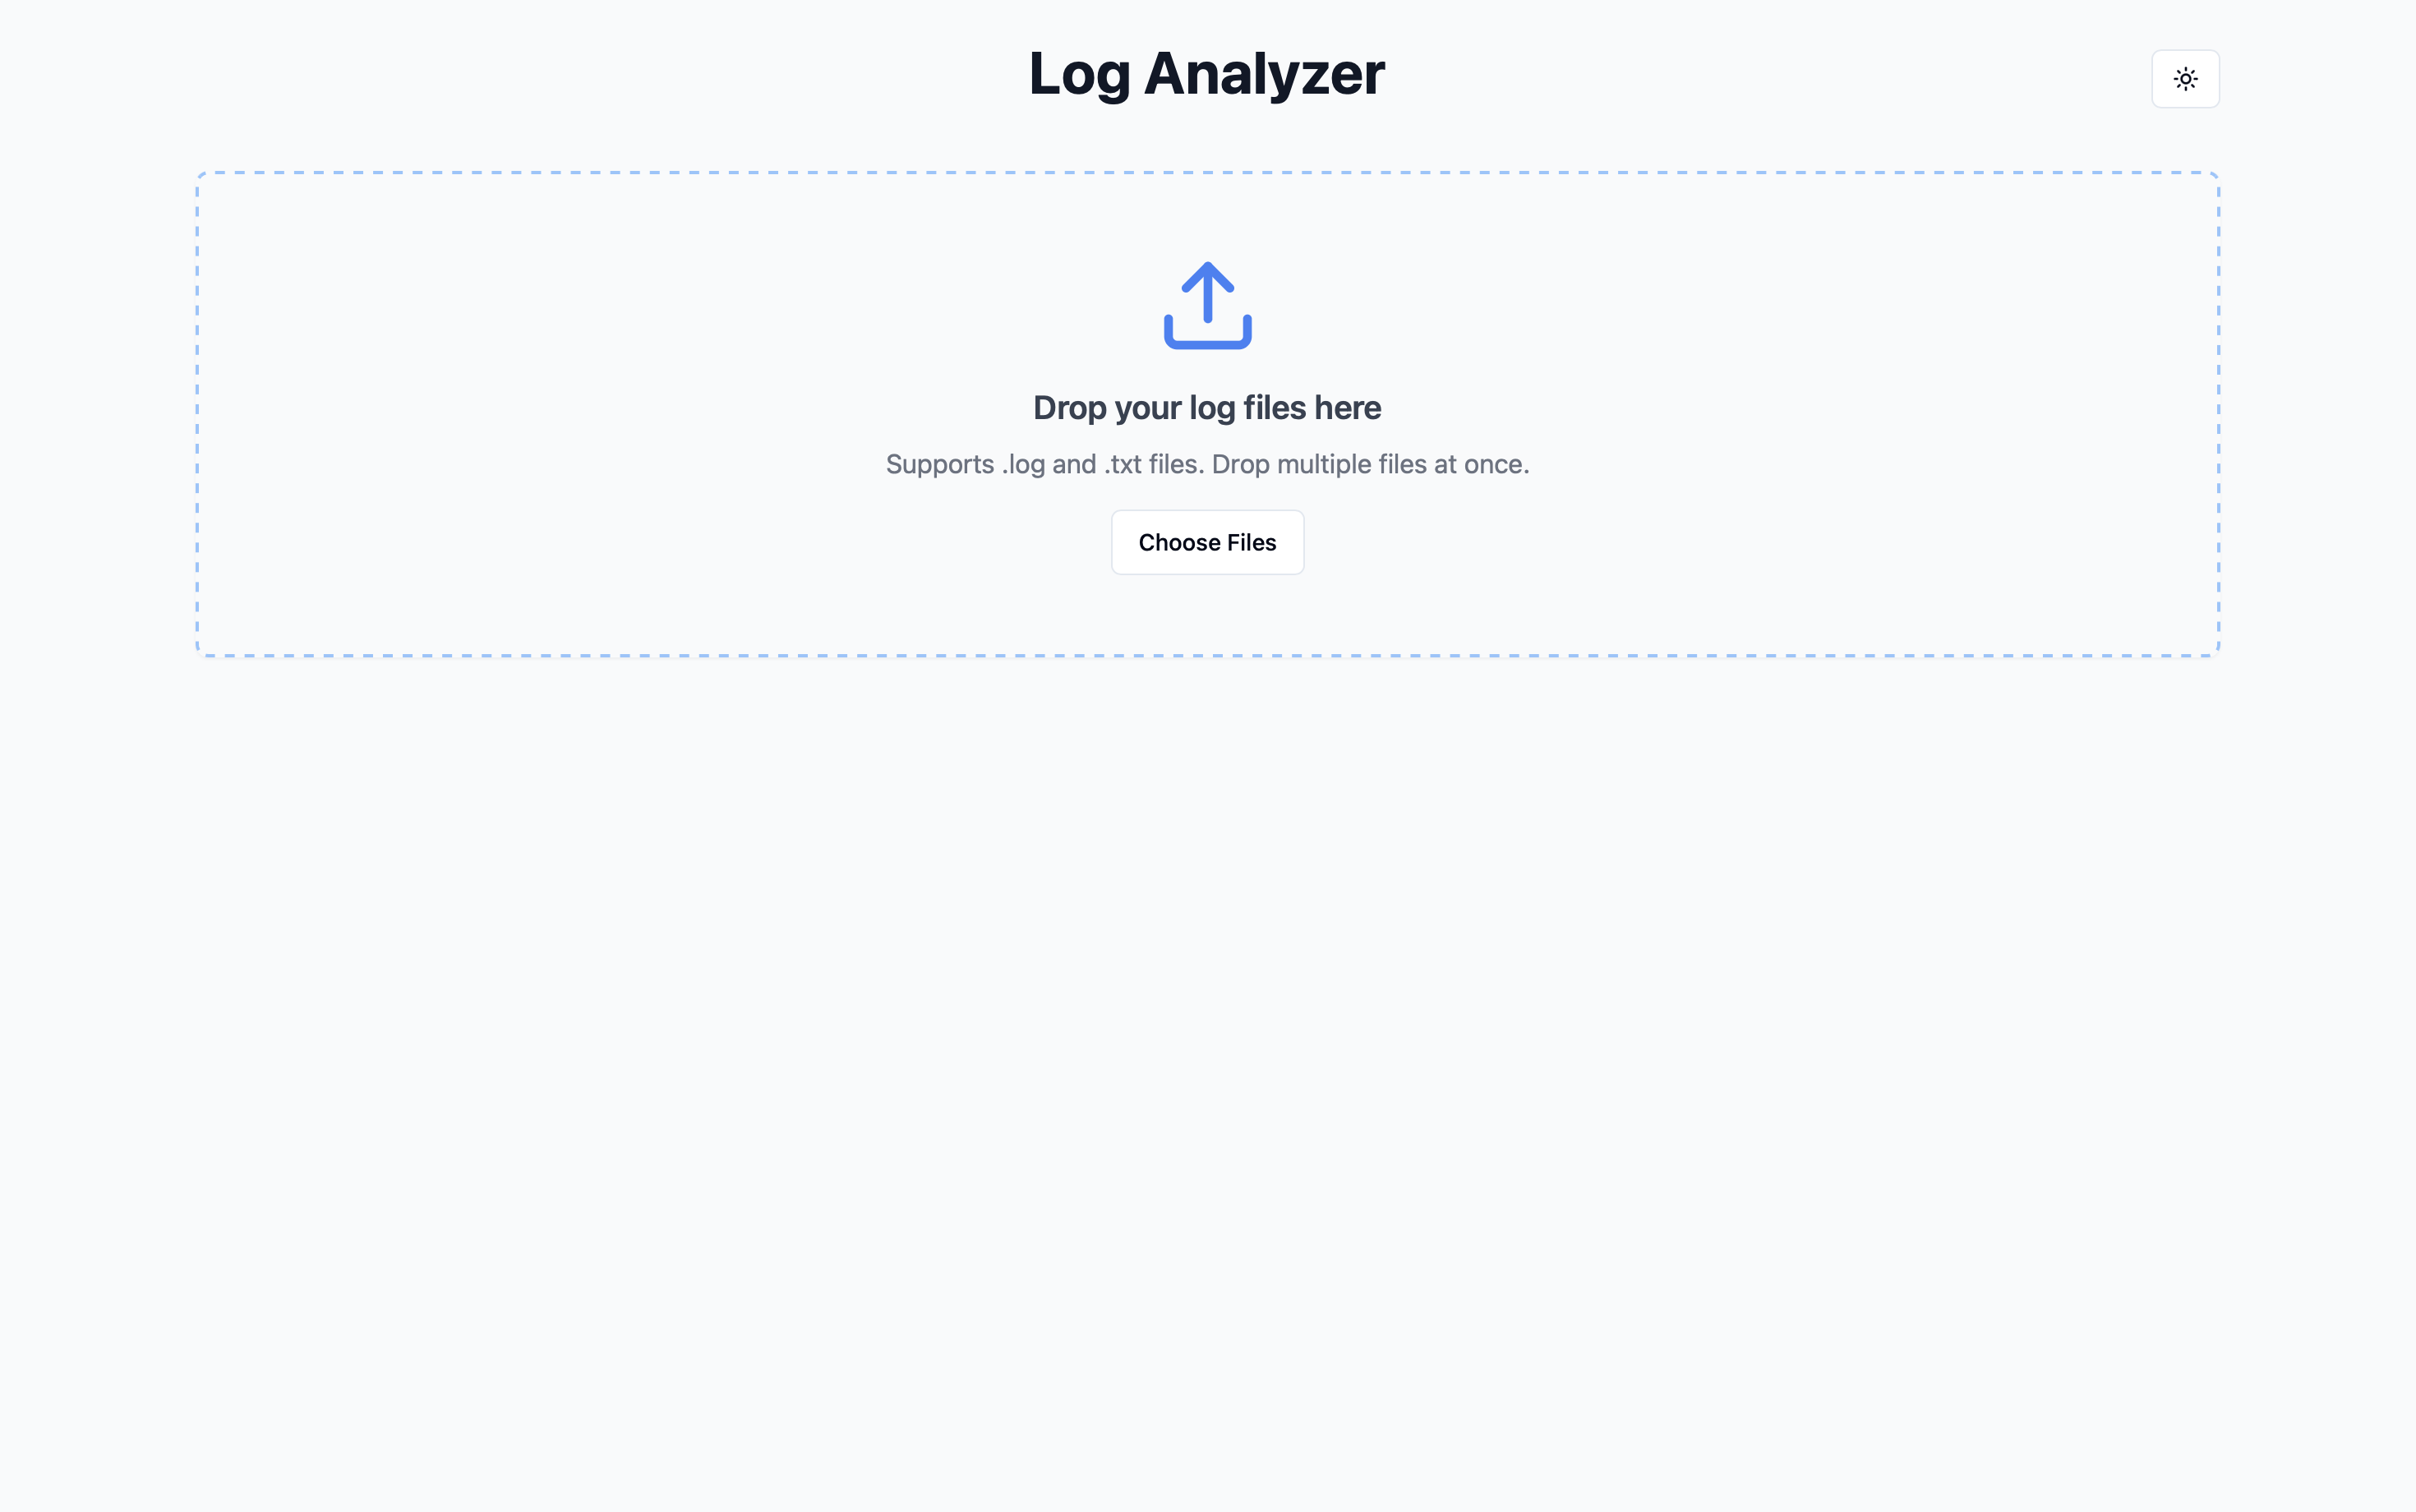 Log Analyzer
Drop your log files here
Supports .log and .txt files. Drop multiple files at once.
Choose Files